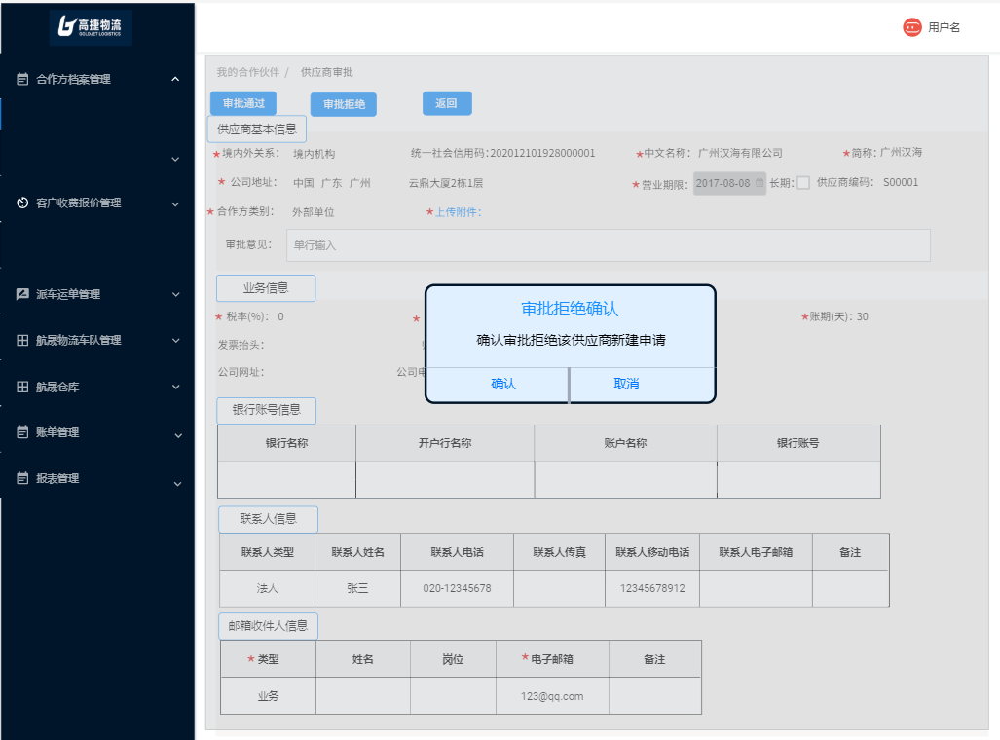 高捷物流
GOLDJET LOGISTICS
用户名
合作方档案管理
客户收费报价管理
派车运单管理
航晟物流车队管理
航晟仓库
账单管理
报表管理
我的合作伙伴 / 供应商审批
审批通过 审批拒绝 返回
供应商基本信息
★境内外关系： 境内机构 统一社会信用码：202012101928000001 ★中文名称：广州汉海有限公司 ★简称：广州汉海
★ 公司地址： 中国 广东 广州 云鼎大厦2栋1层 ★营业期限： 2017-08-08 长期： 供应商编码： S00001
★合作方类别： 外部单位 ★上传附件：
审批意见： 单行输入
业务信息
★ 税率(%)： 0 ★ ★账期(天)：30
发票抬头：
公司网址： 公司电
审批拒绝确认
确认审批拒绝该供应商新建申请
确认 取消
银行账号信息
银行名称 开户行名称 账户名称 银行账号
联系人信息
联系人类型 联系人姓名 联系人电话 联系人传真 联系人移动电话 联系人电子邮箱 备注
法人 张三 020-12345678 12345678912
邮箱收件人信息
★类型 姓名 岗位 ★电子邮箱 备注
业务 123@qq.com